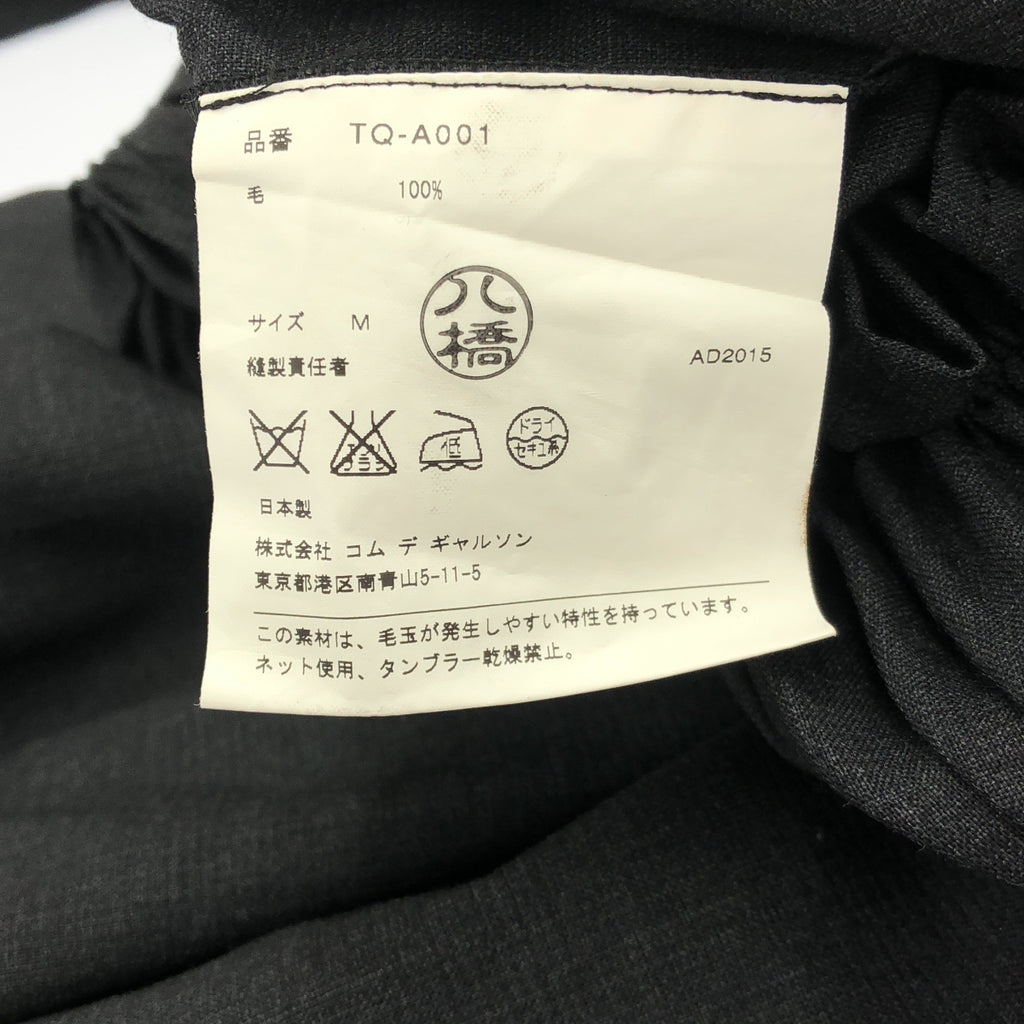 品番 TQ-A001
毛 100%
サイズ M
八橋
縫製責任者
AD2015
低
ドライ
セキユ系
日本製
株式会社 コム デ ギャルソン
東京都港区南青山5-11-5
この素材は、毛玉が発生しやすい特性を持っています。
ネット使用、タンブラー乾燥禁止。